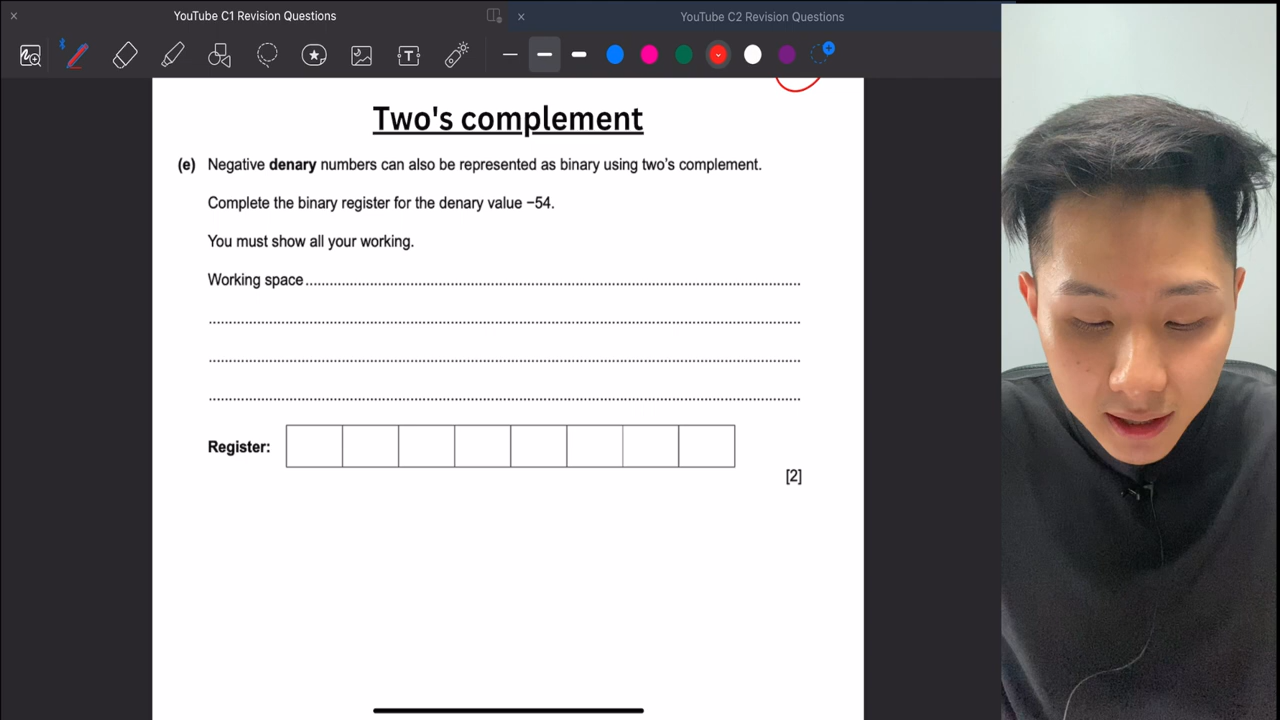 YouTube C1 Revision Questions
YouTube C2 Revision Questions
Two's complement
(e) Negative denary numbers can also be represented as binary using two's complement.
Complete the binary register for the denary value −54.
You must show all your working.
Working space
Register:
[2]